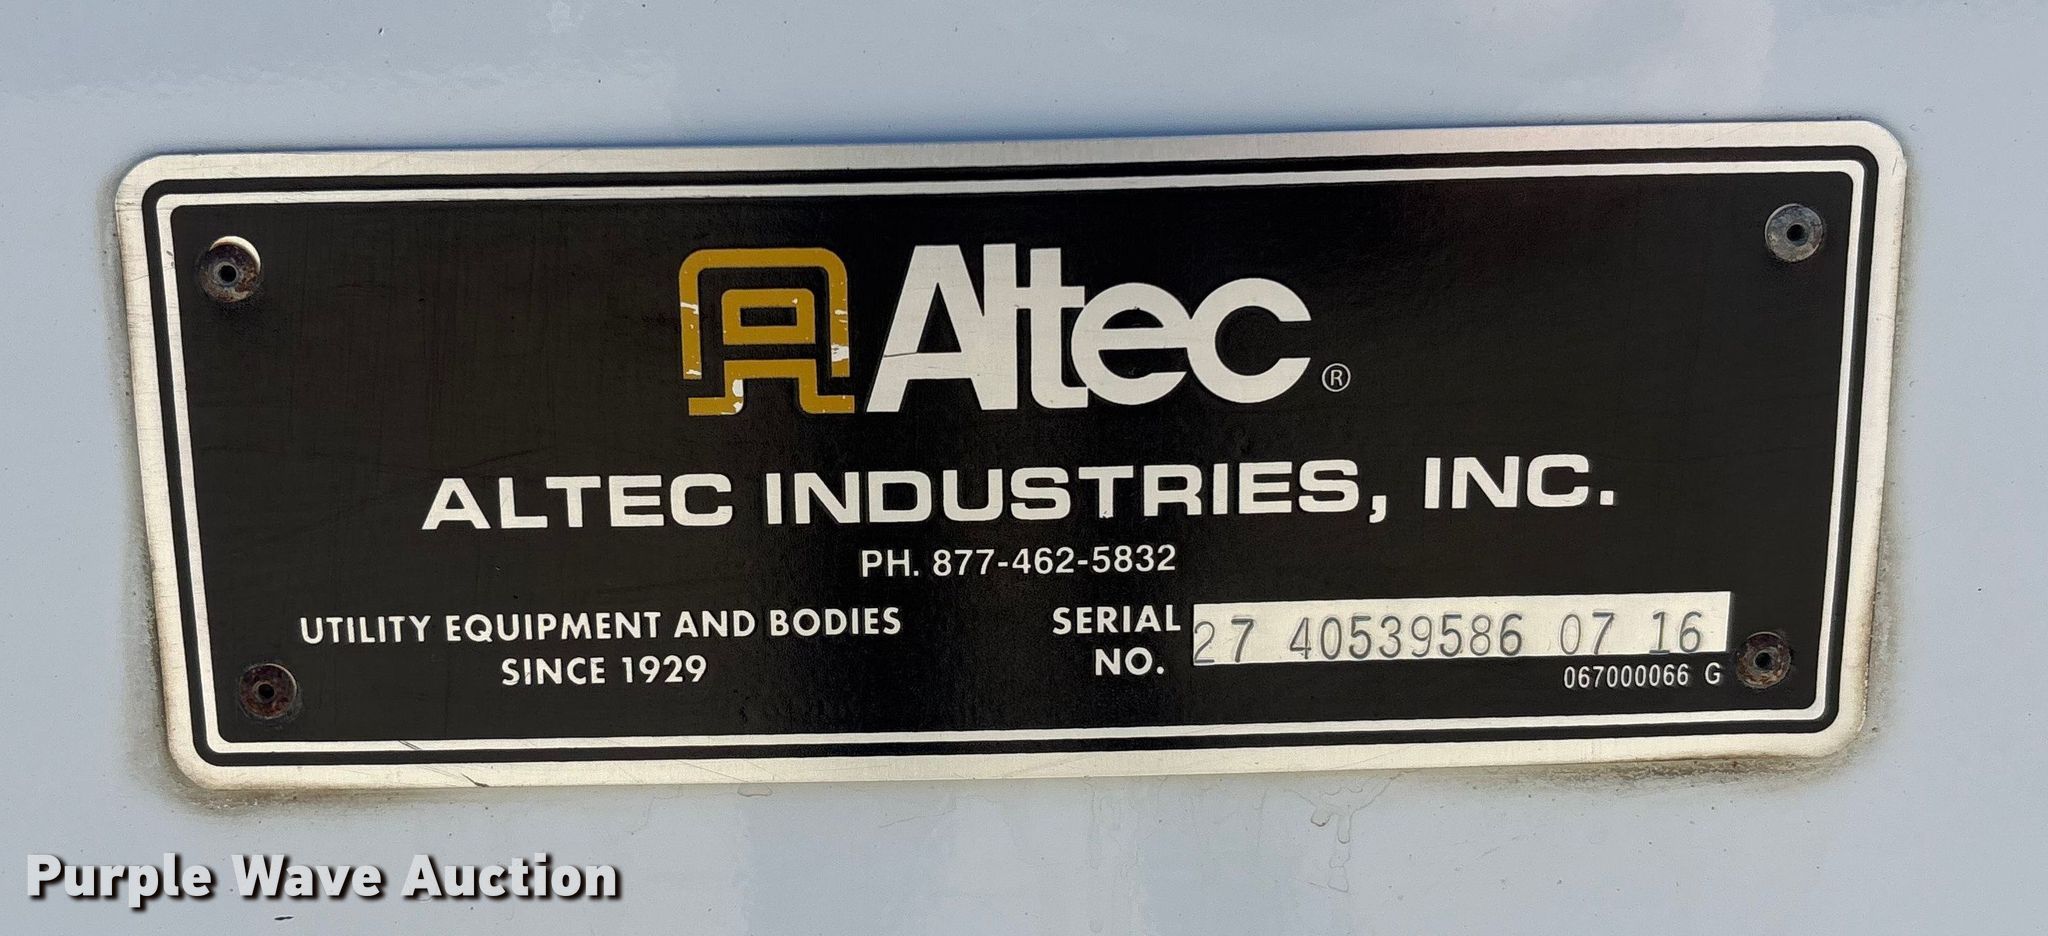 Altec®
ALTEC INDUSTRIES, INC.
PH. 877-462-5832
UTILITY EQUIPMENT AND BODIES
SINCE 1929
SERIAL
NO.
27 40539586 07 16
067000066 G
Purple Wave Auction